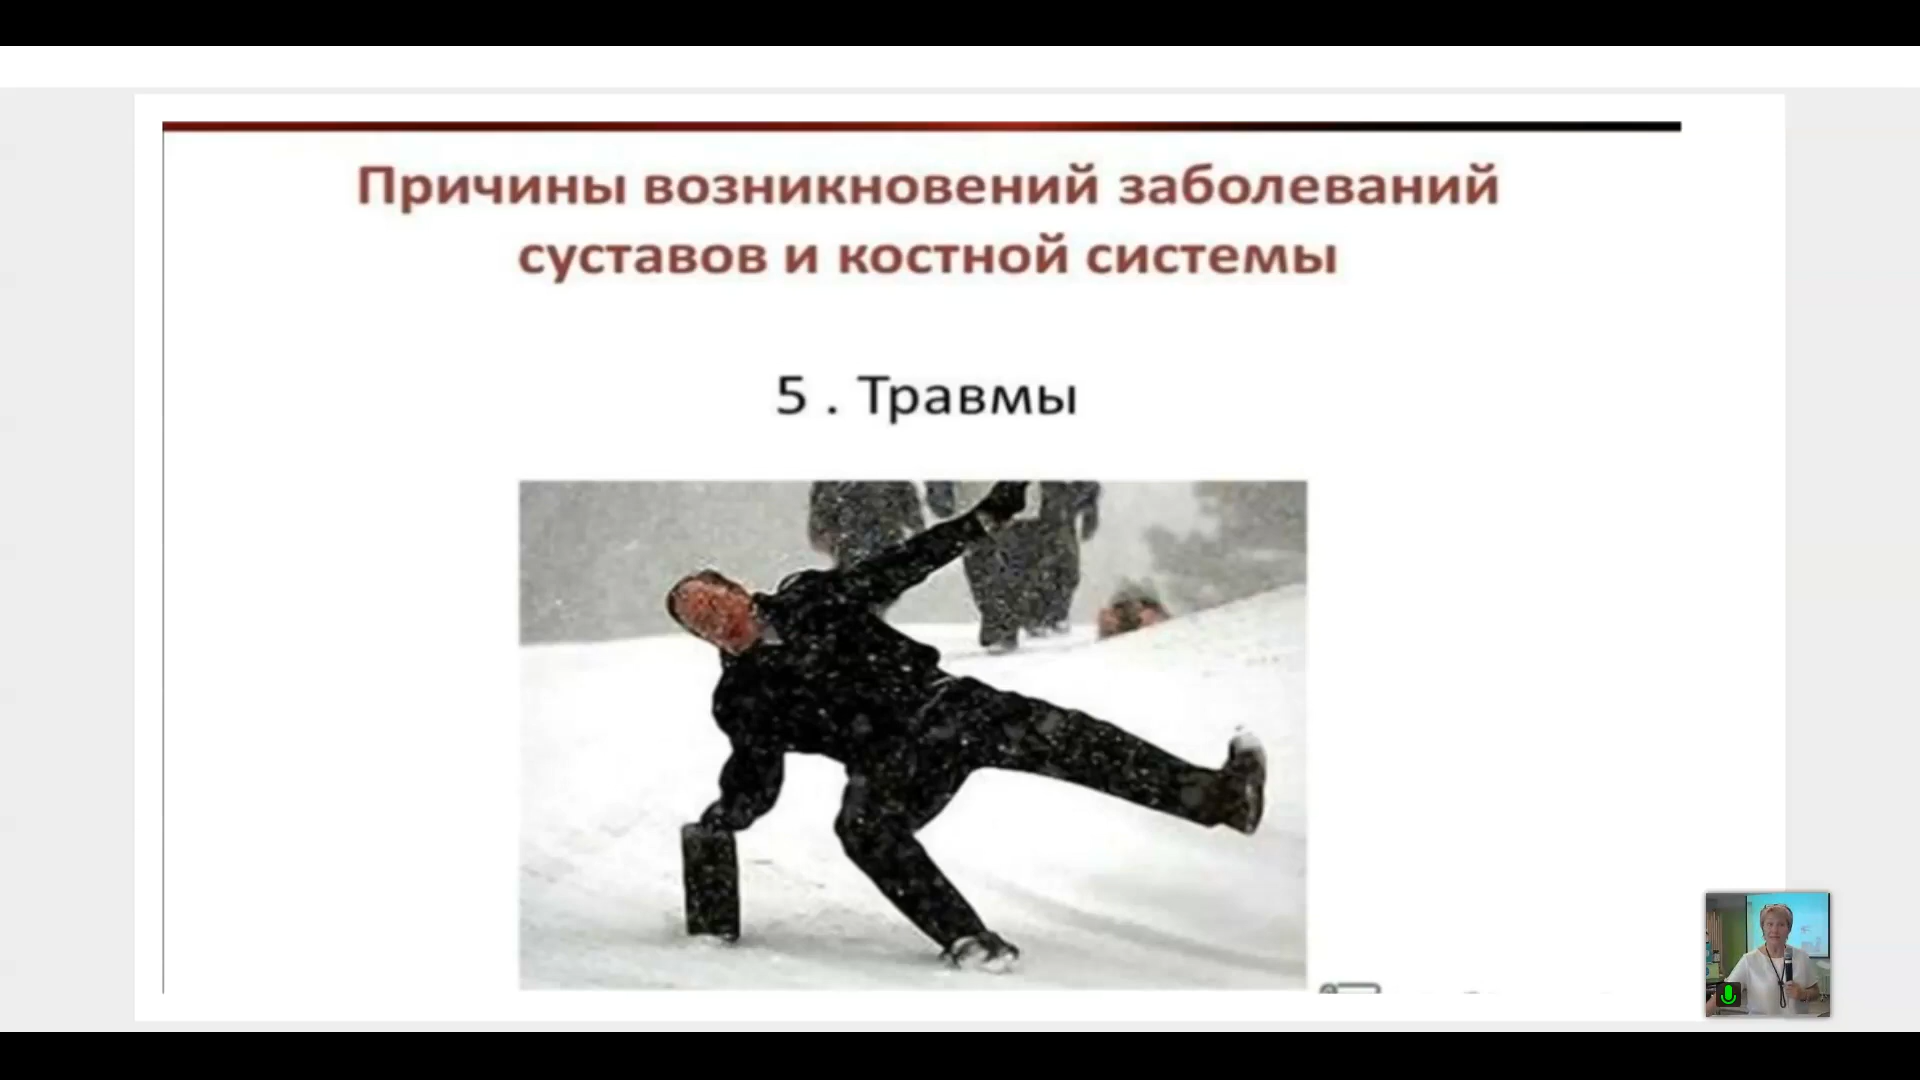 Причины возникновений заболеваний
суставов и костной системы
5 . Травмы